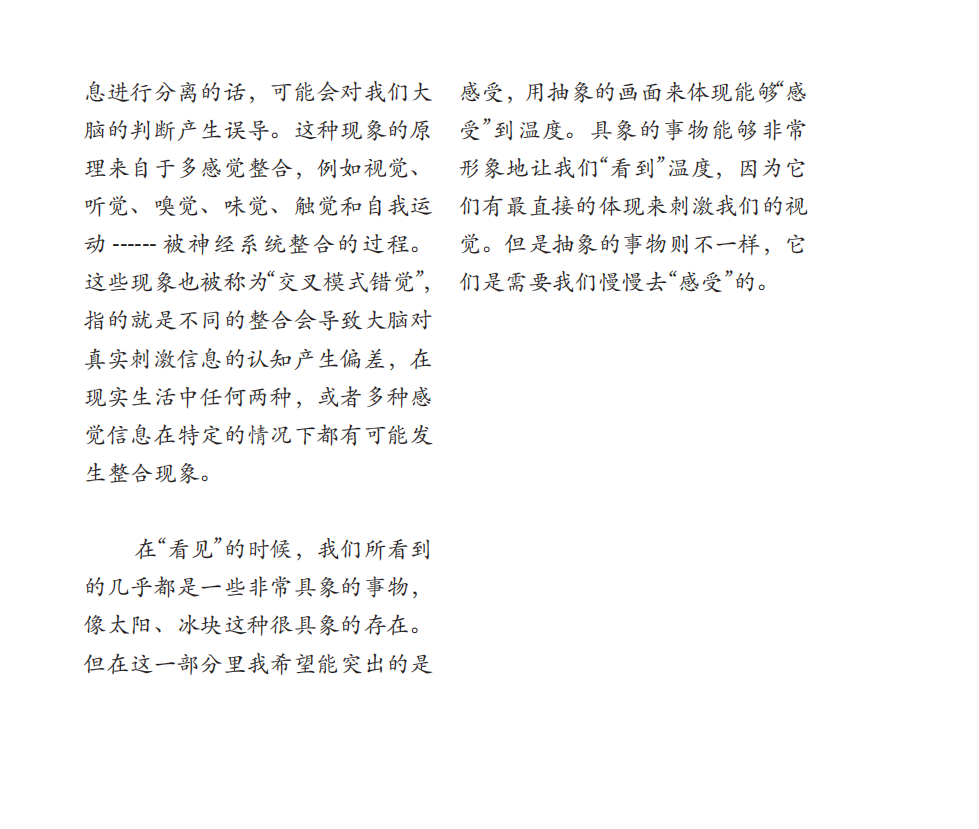 息进行分离的话，可能会对我们大
脑的判断产生误导。这种现象的原
理来自于多感觉整合，例如视觉、
听觉、嗅觉、味觉、触觉和自我运
动 ------ 被神经系统整合的过程。
这些现象也被称为“交叉模式错觉”，
指的就是不同的整合会导致大脑对
真实刺激信息的认知产生偏差，在
现实生活中任何两种，或者多种感
觉信息在特定的情况下都有可能发
生整合现象。
在“看见”的时候，我们所看到
的几乎都是一些非常具象的事物，
像太阳、冰块这种很具象的存在。
但在这一部分里我希望能突出的是
感受，用抽象的画面来体现能够“感
受”到温度。具象的事物能够非常
形象地让我们“看到”温度，因为它
们有最直接的体现来刺激我们的视
觉。但是抽象的事物则不一样，它
们是需要我们慢慢去“感受”的。